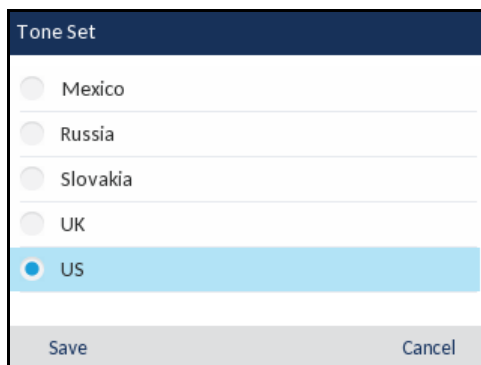 Tone Set
Mexico
Russia
Slovakia
UK
US
Save Cancel